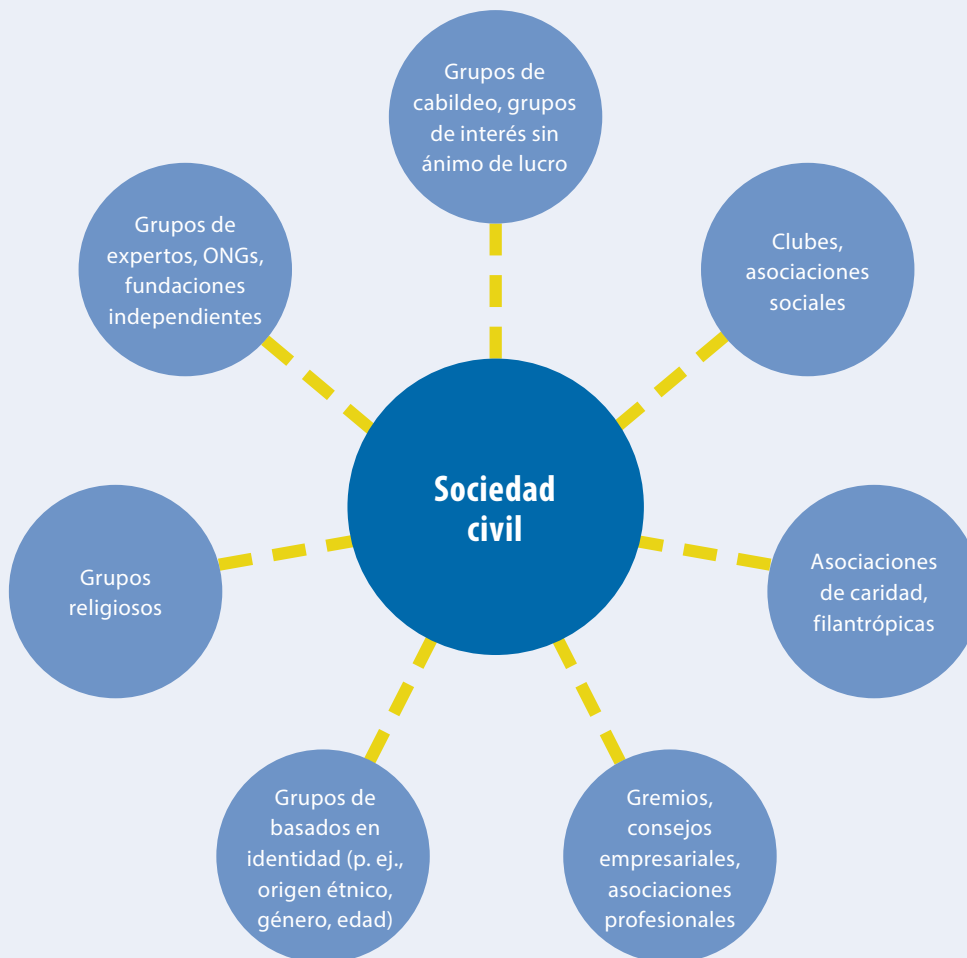 Grupos de
cabildeo, grupos
de interés sin
ánimo de lucro
Grupos de
expertos, ONGs,
fundaciones
independientes
Clubes,
asociaciones
sociales
Sociedad
civil
Grupos
religiosos
Asociaciones
de caridad,
filantrópicas
Grupos de
basados en
identidad (p. ej.,
origen étnico,
género, edad)
Gremios,
consejos
empresariales,
asociaciones
profesionales